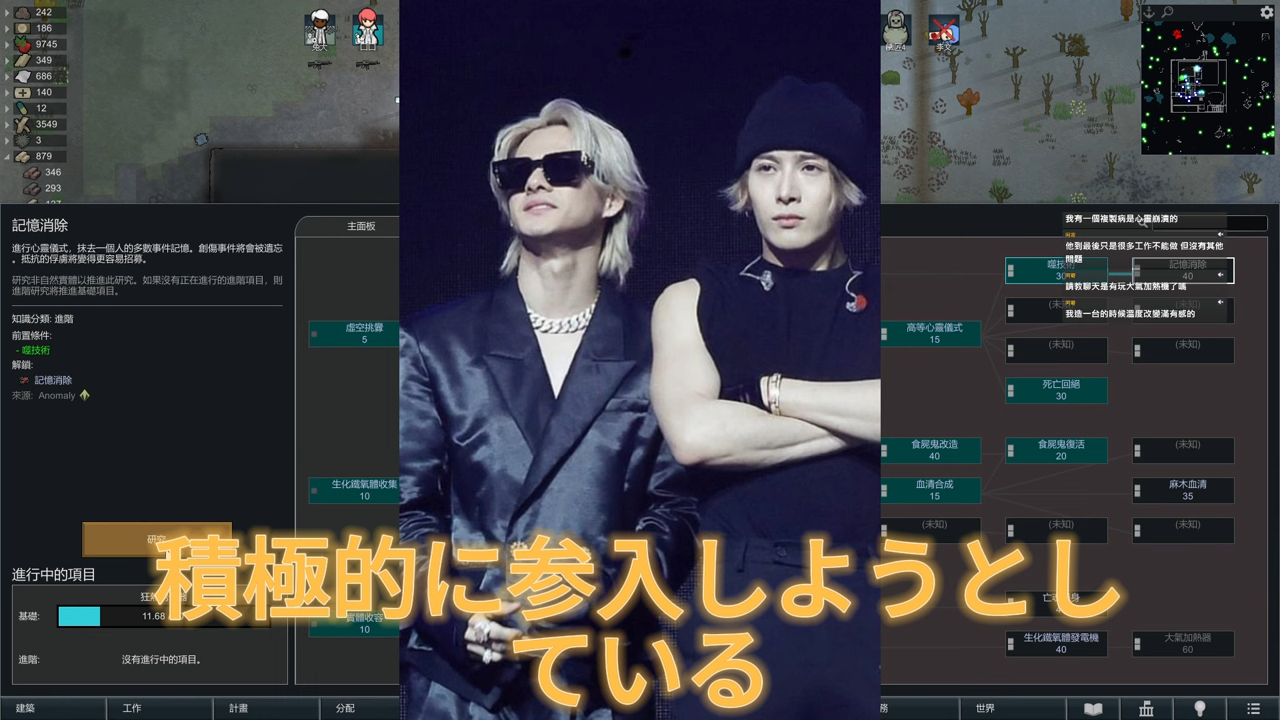 242
186
9745
349
686
140
12
3549
3
879
346
293
李文
記憶消除
進行心靈儀式，抹去一個人的多數事件記憶。創傷事件將會被遺忘
。抵抗的俘虜將變得更容易招募。
研究非自然實體以推進此研究。如果沒有正在進行的進階項目，則
進階研究將推進基礎項目。
知識分類: 進階
前置條件:
- 噬技術
解鎖:
記憶消除
來源: Anomaly
研究
進行中的項目
基礎:
11.68
進階:
沒有進行中的項目。
主面板
虛空挑釁
5
生化鐵氧體收集
10
實體收容
10
我有一個複製病是心靈崩潰的
他到最後只是很多工作不能做 但沒有其他
問題
請教聊天是有玩大氣加熱機了嗎
我造一台的時候溫度改變滿有感的
噬技術
30
記憶消除
40
高等心靈儀式
15
(未知)
(未知)
死亡回絕
30
食屍鬼改造
40
食屍鬼復活
20
(未知)
血清合成
15
麻木血清
35
(未知)
(未知)
(未知)
生化鐵氧體發電機
40
大氣加熱器
60
積極的に参入しようとし
ている
建築
工作
計畫
分配
務
世界